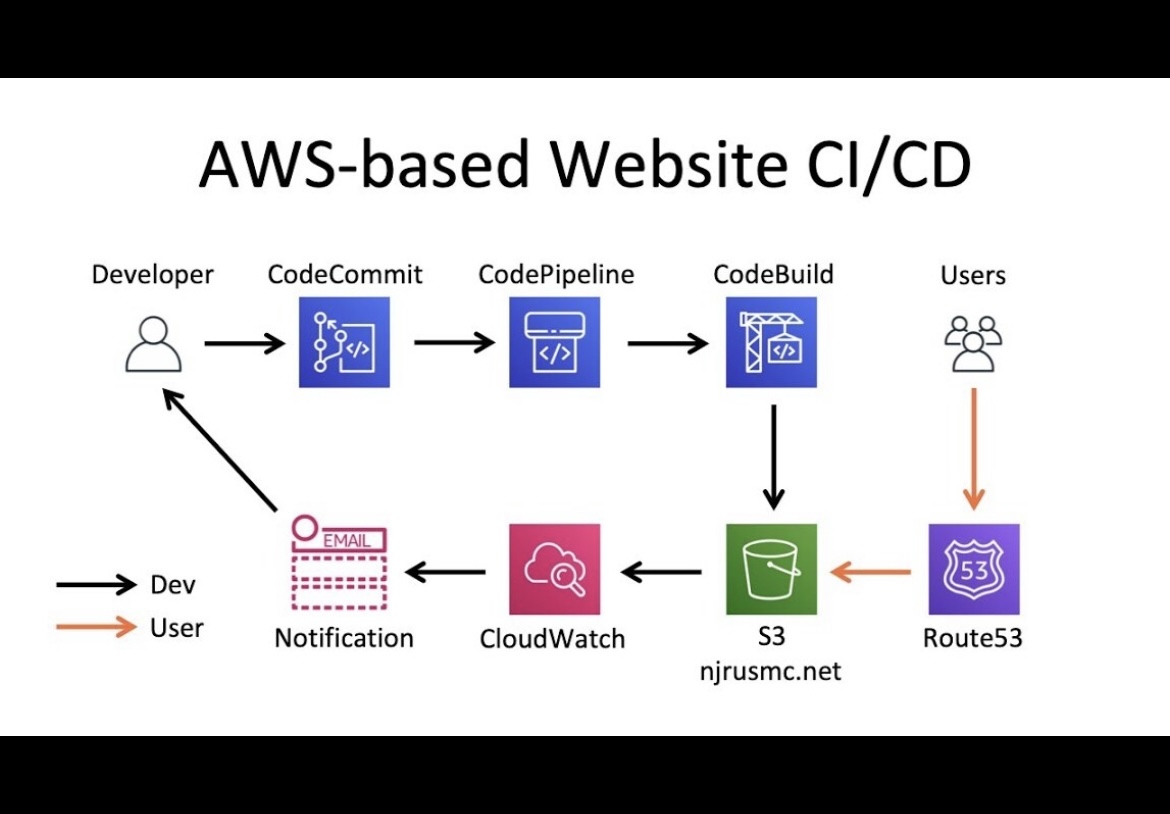 AWS-based Website CI/CD
Developer
CodeCommit
CodePipeline
CodeBuild
Users
EMAIL
53
Dev
User
Notification
CloudWatch
S3
njrusmc.net
Route53